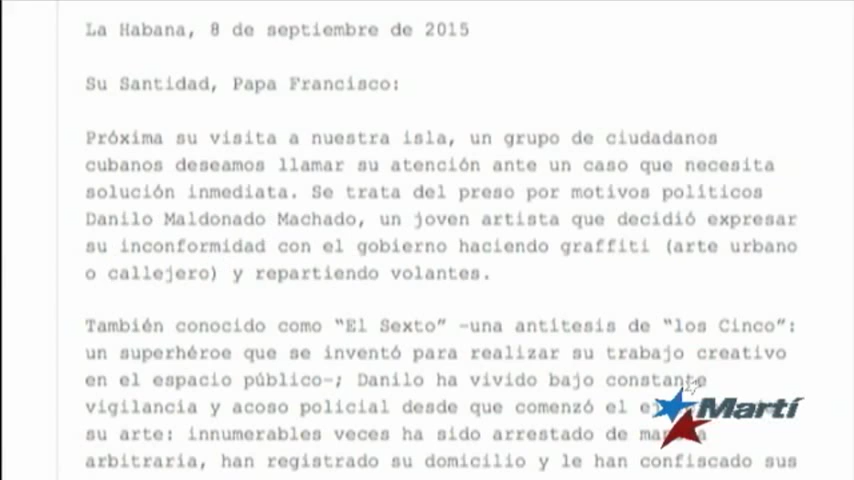 La Habana, 8 de septiembre de 2015
Su Santidad, Papa Francisco:
Próxima su visita a nuestra isla, un grupo de ciudadanos
cubanos deseamos llamar su atención ante un caso que necesita
solución inmediata. Se trata del preso por motivos políticos
Danilo Maldonado Machado, un joven artista que decidió expresar
su inconformidad con el gobierno haciendo graffiti (arte urbano
o callejero) y repartiendo volantes.
También conocido como “El Sexto” –una antítesis de “los Cinco”:
un superhéroe que se inventó para realizar su trabajo creativo
en el espacio público–; Danilo ha vivido bajo constante
vigilancia y acoso policial desde que comenzó el
su arte: innumerables veces ha sido arrestado de
arbitraria, han registrado su domicilio y le han confiscado sus
Martí